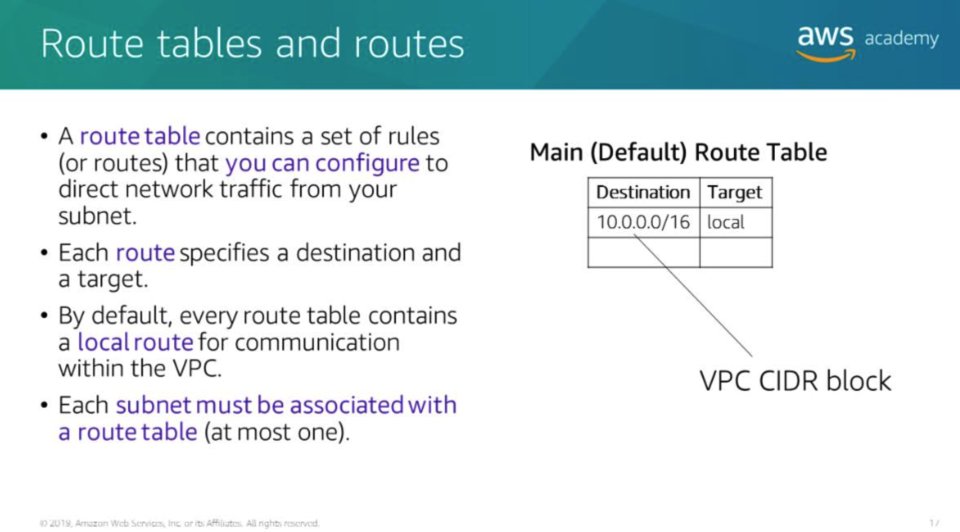 Route tables and routes
aws academy
• A route table contains a set of rules
(or routes) that you can configure to
direct network traffic from your
subnet.
• Each route specifies a destination and
a target.
• By default, every route table contains
a local route for communication
within the VPC.
• Each subnet must be associated with
a route table (at most one).
Main (Default) Route Table
Destination Target
10.0.0.0/16 local
VPC CIDR block
© 2019, Amazon Web Services, Inc. or its Affiliates. All rights reserved.
17